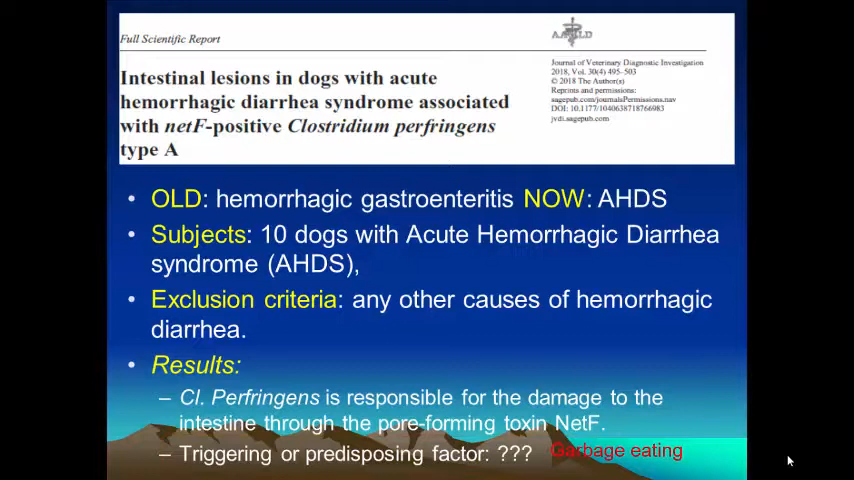 Full Scientific Report
Intestinal lesions in dogs with acute
hemorrhagic diarrhea syndrome associated
with netF-positive Clostridium perfringens
type A
Journal of Veterinary Diagnostic Investigation
2018, Vol. 30(4) 495–503
© 2018 The Author(s)
Reprints and permissions:
sagepub.com/journalsPermissions.nav
DOI: 10.1177/1040638718766983
jvdi.sagepub.com
• OLD: hemorrhagic gastroenteritis NOW: AHDS
• Subjects: 10 dogs with Acute Hemorrhagic Diarrhea
syndrome (AHDS),
• Exclusion criteria: any other causes of hemorrhagic
diarrhea.
• Results:
– Cl. Perfringens is responsible for the damage to the
intestine through the pore-forming toxin NetF.
– Triggering or predisposing factor: ??? Garbage eating